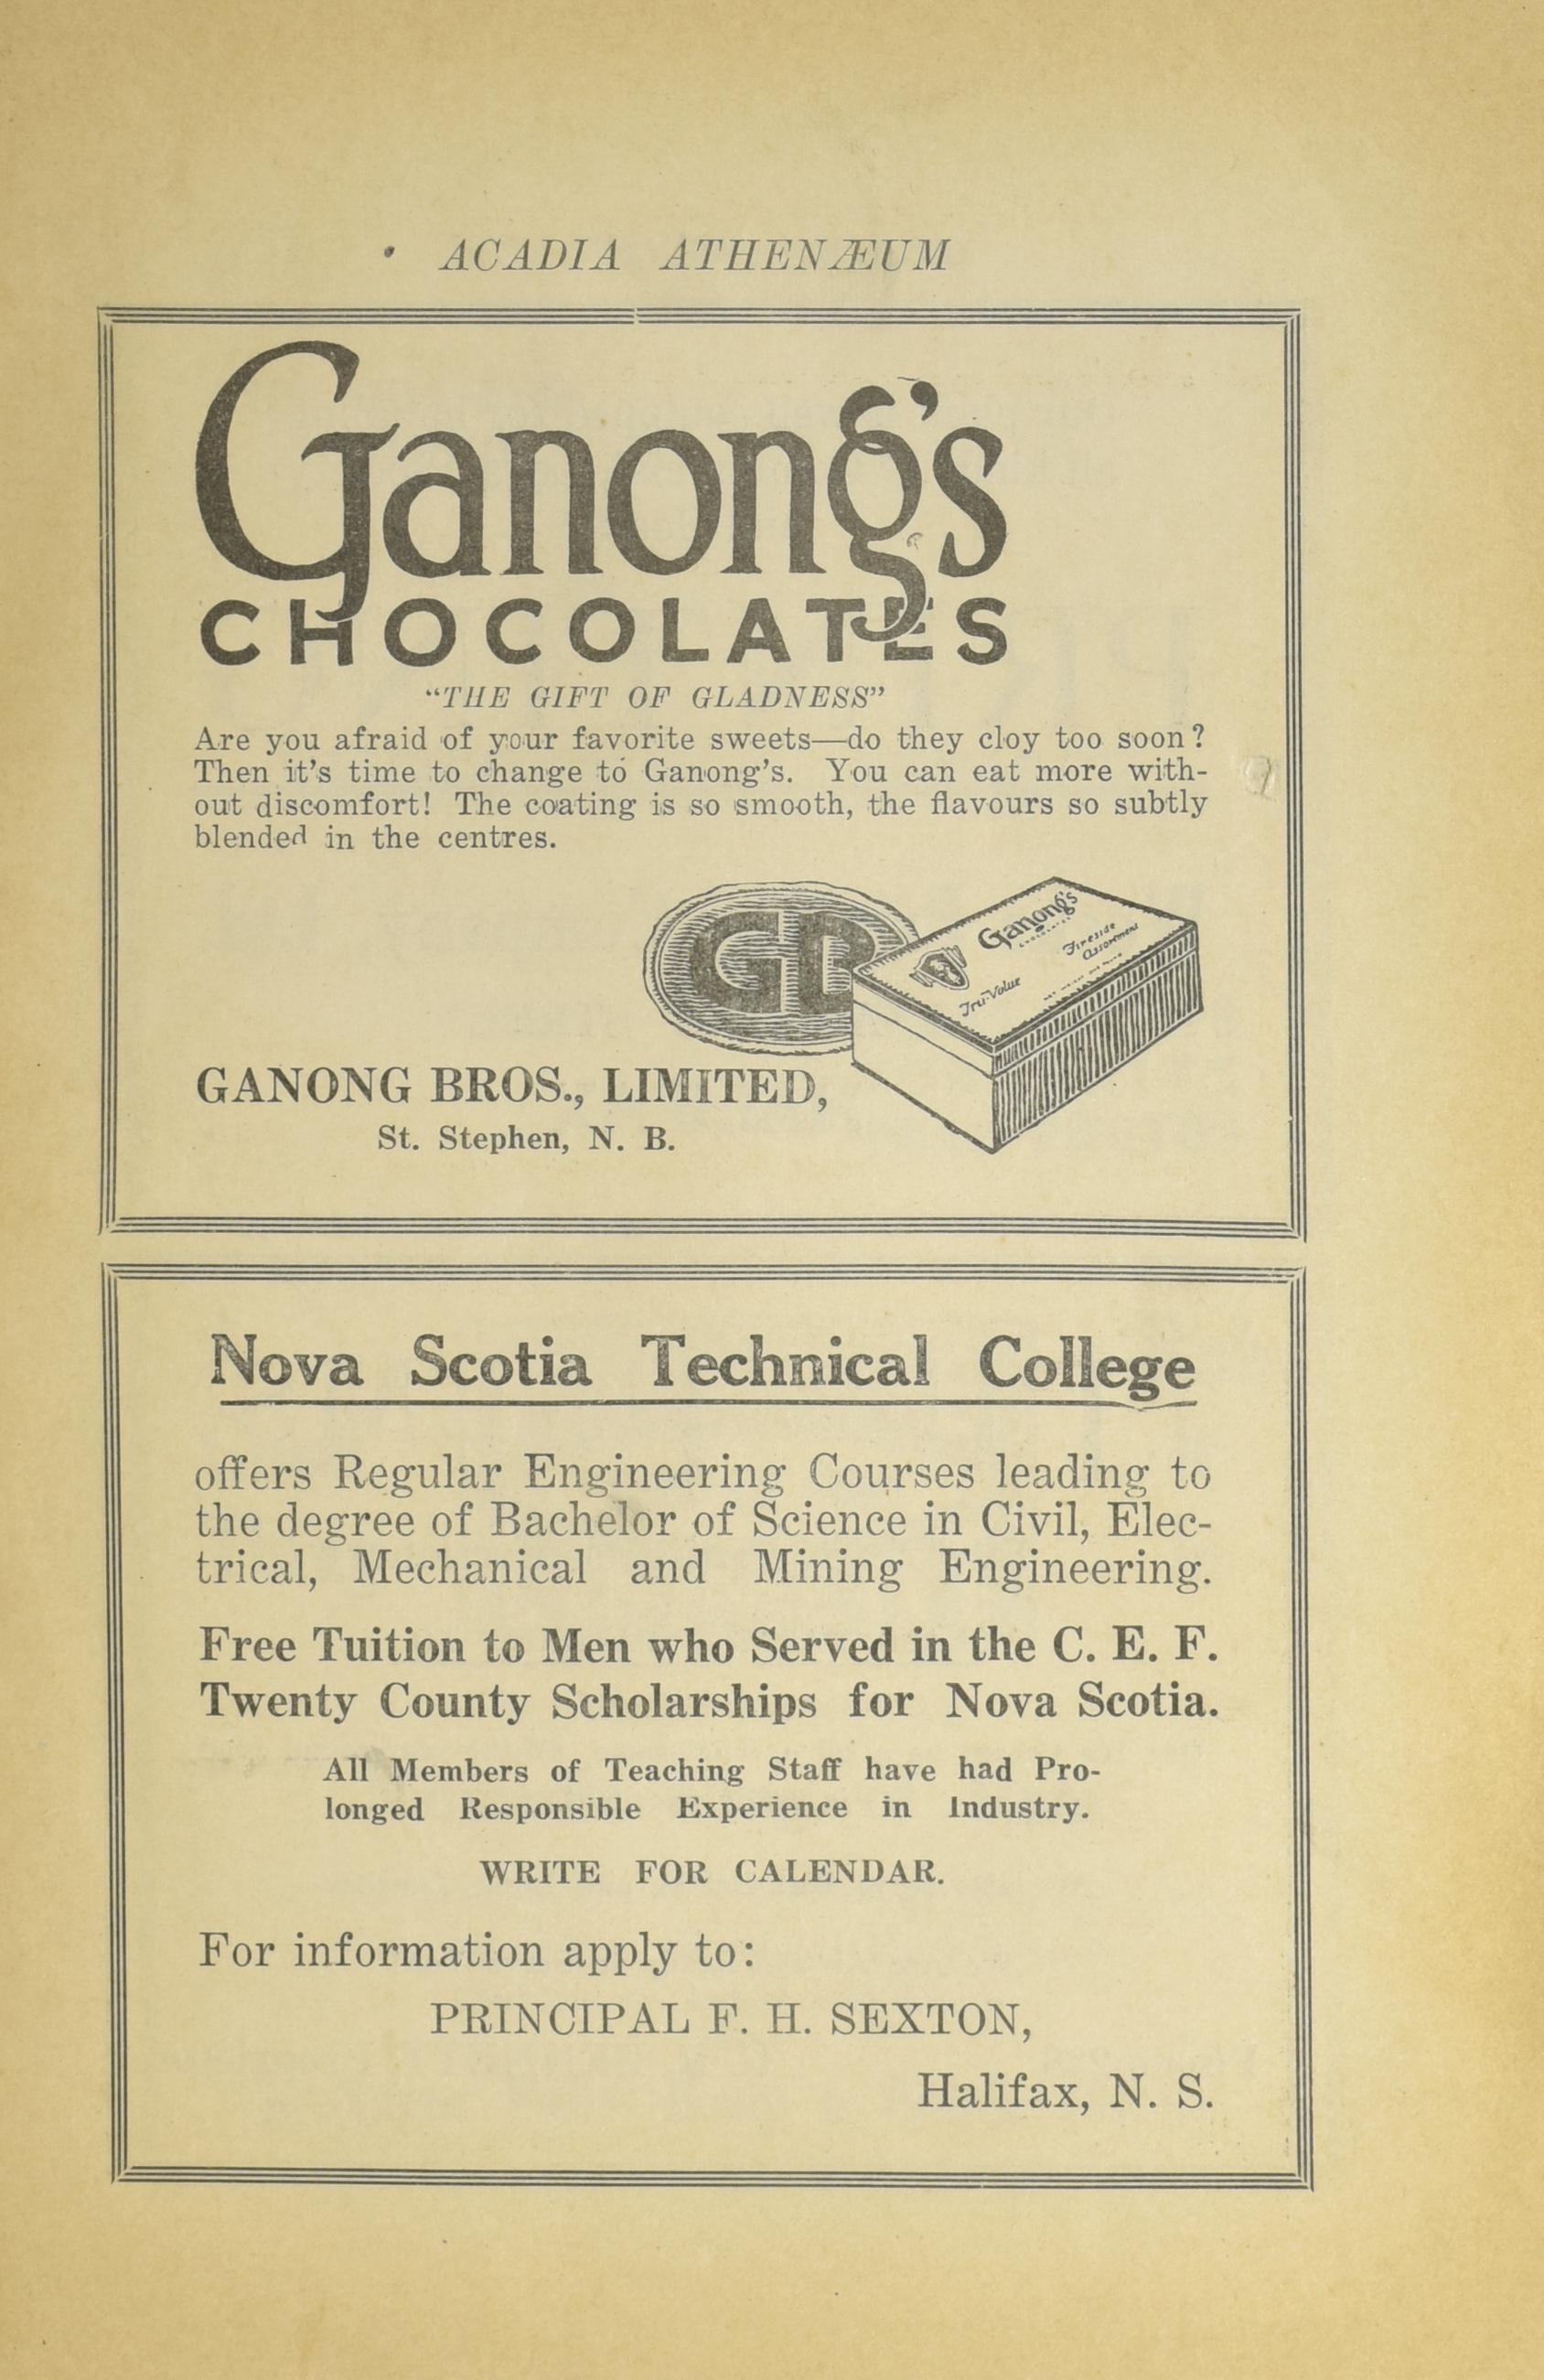 ACADIA ATHENÆUM
Ganong's
CHOCOLATES
“THE GIFT OF GLADNESS”
Are you afraid of your favorite sweets—do they cloy too soon?
Then it's time to change to Ganong's. You can eat more with-
out discomfort! The coating is so smooth, the flavours so subtly
blended in the centres.
GB
Ganong's
Fireside
Assortment
Tru-Value
GANONG BROS., LIMITED,
St. Stephen, N. B.
Nova Scotia Technical College
offers Regular Engineering Courses leading to
the degree of Bachelor of Science in Civil, Elec-
trical, Mechanical and Mining Engineering.
Free Tuition to Men who Served in the C. E. F.
Twenty County Scholarships for Nova Scotia.
All Members of Teaching Staff have had Pro-
longed Responsible Experience in Industry.
WRITE FOR CALENDAR.
For information apply to:
PRINCIPAL F. H. SEXTON,
Halifax, N. S.